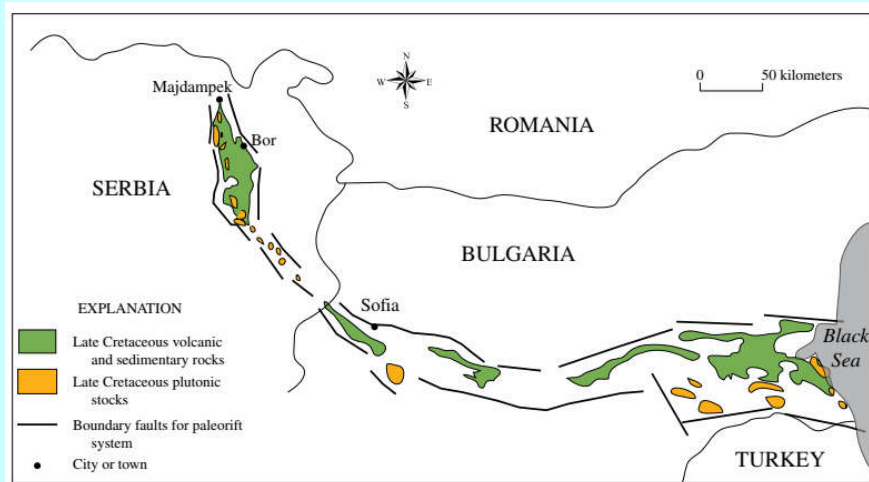 N
W E
S
0 50 kilometers
Majdampek
Bor
ROMANIA
SERBIA
BULGARIA
Sofia
Black
Sea
TURKEY
EXPLANATION
Late Cretaceous volcanic
and sedimentary rocks
Late Cretaceous plutonic
stocks
Boundary faults for paleorift
system
City or town